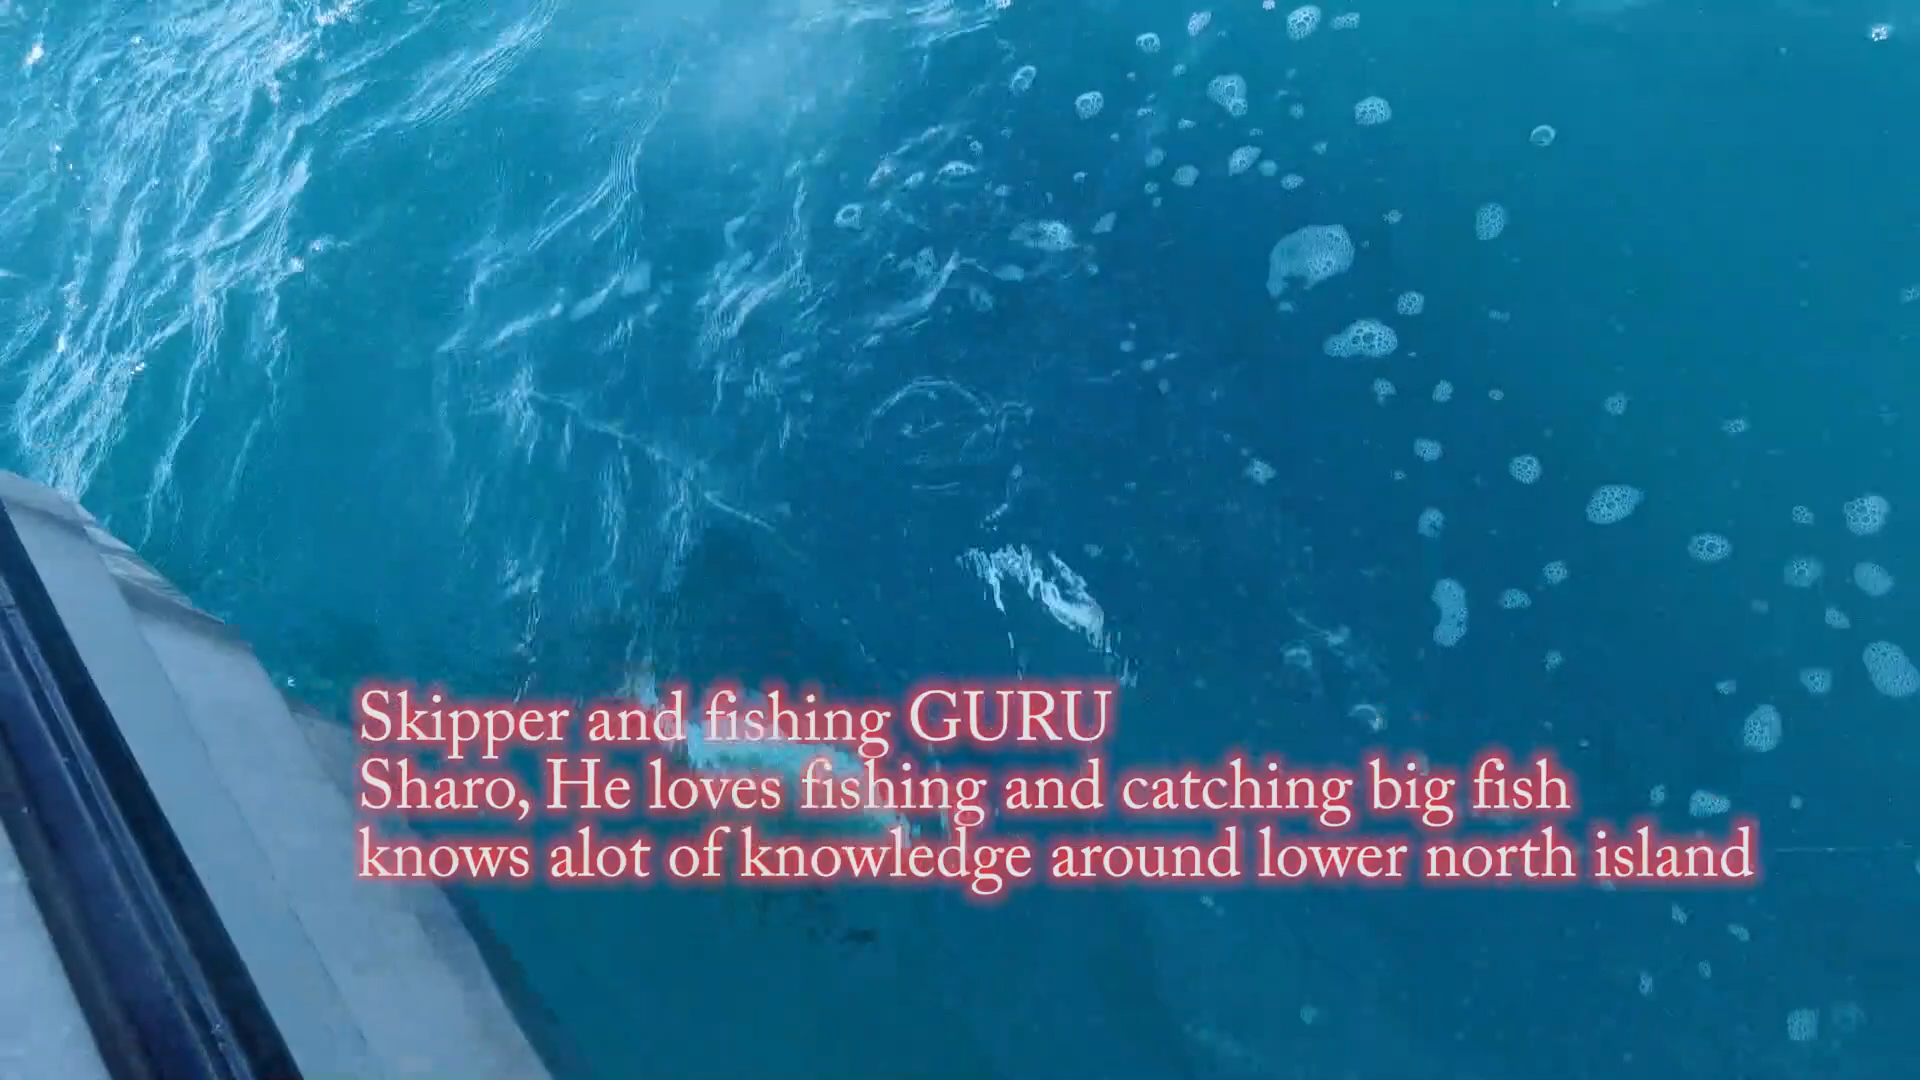 Skipper and fishing GURU
Sharo, He loves fishing and catching big fish
knows alot of knowledge around lower north island